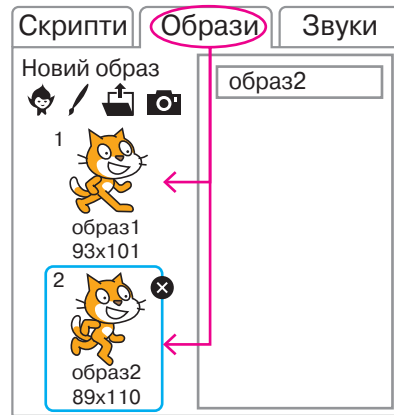 Скрипти Образи Звуки
Новий образ
образ2
1
образ1
93x101
2
образ2
89x110